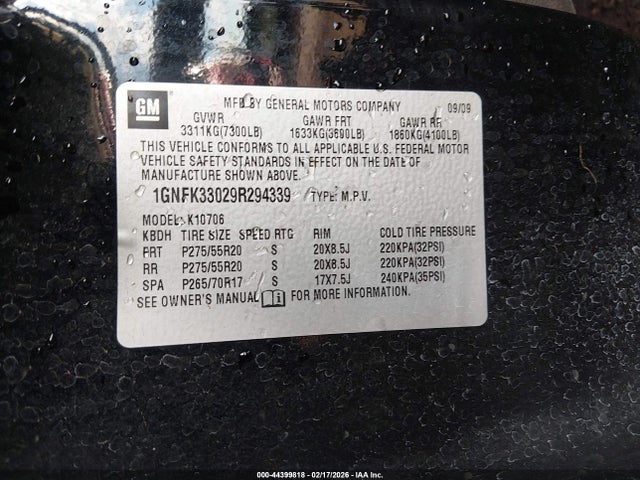 GM
MFD BY GENERAL MOTORS COMPANY 09/09
GVWR GAWR FRT GAWR RR
3311KG(7300LB) 1633KG(3600LB) 1860KG(4100LB)
THIS VEHICLE CONFORMS TO ALL APPLICABLE U.S. FEDERAL MOTOR
VEHICLE SAFETY STANDARDS IN EFFECT ON THE DATE OF
MANUFACTURE SHOWN ABOVE.
1GNFK33029R294339 TYPE: M.P.V.
MODEL: K10706
KBDH TIRE SIZE SPEED RTG RIM COLD TIRE PRESSURE
FRT P275/55R20 S 20X8.5J 220KPA(32PSI)
RR P275/55R20 S 20X8.5J 220KPA(32PSI)
SPA P265/70R17 S 17X7.5J 240KPA(35PSI)
SEE OWNER'S MANUAL FOR MORE INFORMATION.
000-44399818 - 02/17/2026 - IAA Inc.